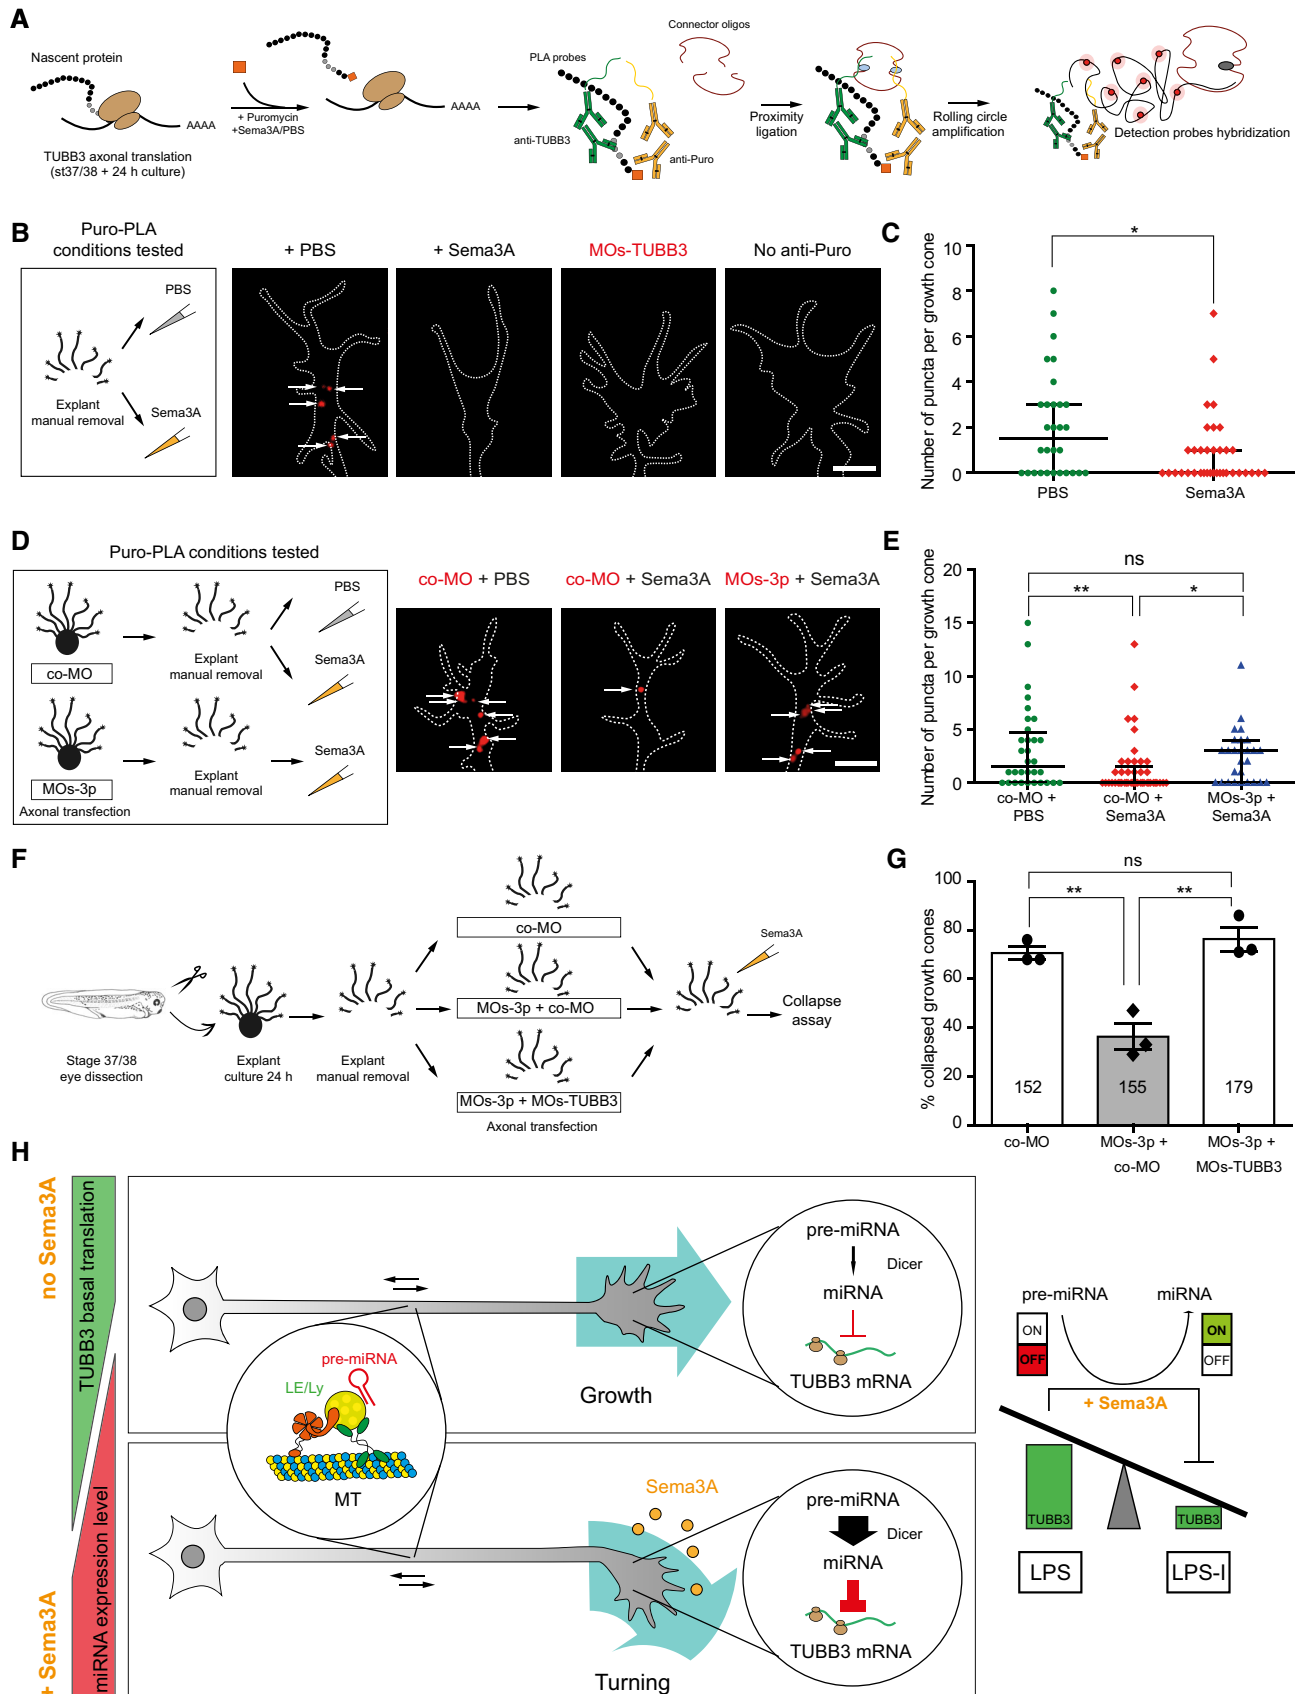 A
Nascent protein
AAAA
TUBB3 axonal translation
(st37/38 + 24 h culture)
+ Puromycin
+Sema3A/PBS
AAAA
PLA probes
Connector oligos
anti-TUBB3
anti-Puro
Proximity
ligation
Rolling circle
amplification
Detection probes hybridization
B
Puro-PLA
conditions tested
PBS
Explant
manual removal
Sema3A
+ PBS
+ Sema3A
MOs-TUBB3
No anti-Puro
C
Number of puncta per growth cone
10
8
6
4
2
0
*
PBS
Sema3A
D
Puro-PLA conditions tested
co-MO
Explant
manual removal
PBS
Sema3A
MOs-3p
Axonal transfection
Explant
manual removal
Sema3A
co-MO + PBS
co-MO + Sema3A
MOs-3p + Sema3A
E
Number of puncta per growth cone
20
15
10
5
0
ns
**
*
co-MO +
PBS
co-MO +
Sema3A
MOs-3p +
Sema3A
F
Stage 37/38
eye dissection
Explant
culture 24 h
Explant
manual removal
co-MO
MOs-3p + co-MO
MOs-3p + MOs-TUBB3
Axonal transfection
Sema3A
Collapse
assay
G
% collapsed growth cones
100
80
60
40
20
0
ns
**
**
152
155
179
co-MO
MOs-3p +
co-MO
MOs-3p +
MOs-TUBB3
H
no Sema3A
+ Sema3A
TUBB3 basal translation
miRNA expression level
pre-miRNA
LE/Ly
MT
Growth
pre-miRNA
Dicer
miRNA
TUBB3 mRNA
Sema3A
Turning
pre-miRNA
Dicer
miRNA
TUBB3 mRNA
pre-miRNA
miRNA
ON
OFF
ON
OFF
+ Sema3A
TUBB3
TUBB3
LPS
LPS-I